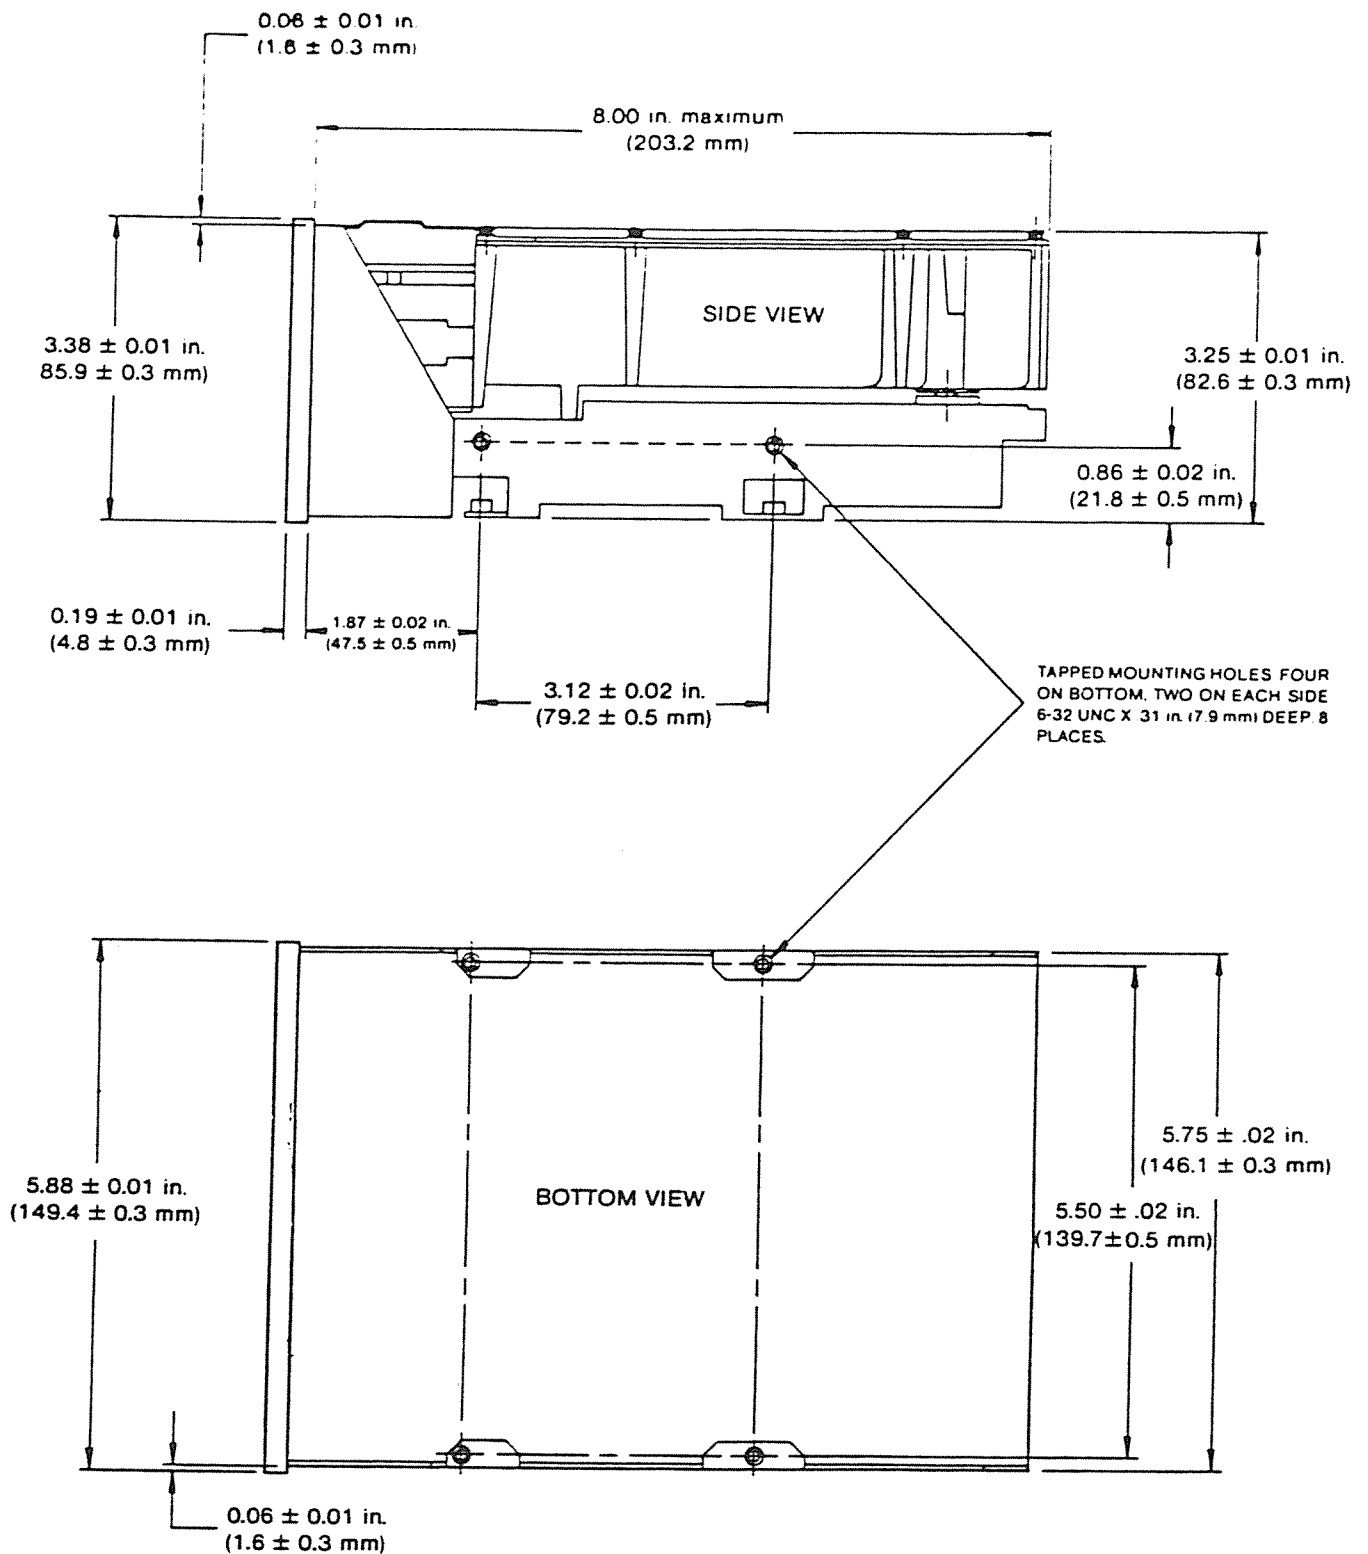 0.06 ± 0.01 in.
(1.6 ± 0.3 mm)
8.00 in. maximum
(203.2 mm)
SIDE VIEW
3.38 ± 0.01 in.
85.9 ± 0.3 mm)
3.25 ± 0.01 in.
(82.6 ± 0.3 mm)
0.86 ± 0.02 in.
(21.8 ± 0.5 mm)
0.19 ± 0.01 in.
(4.8 ± 0.3 mm)
1.87 ± 0.02 in.
(47.5 ± 0.5 mm)
3.12 ± 0.02 in.
(79.2 ± 0.5 mm)
TAPPED MOUNTING HOLES FOUR
ON BOTTOM. TWO ON EACH SIDE
6-32 UNC X .31 in. (7.9 mm) DEEP. 8
PLACES.
5.75 ± .02 in.
(146.1 ± 0.3 mm)
5.88 ± 0.01 in.
(149.4 ± 0.3 mm)
BOTTOM VIEW
5.50 ± .02 in.
(139.7±0.5 mm)
0.06 ± 0.01 in.
(1.6 ± 0.3 mm)